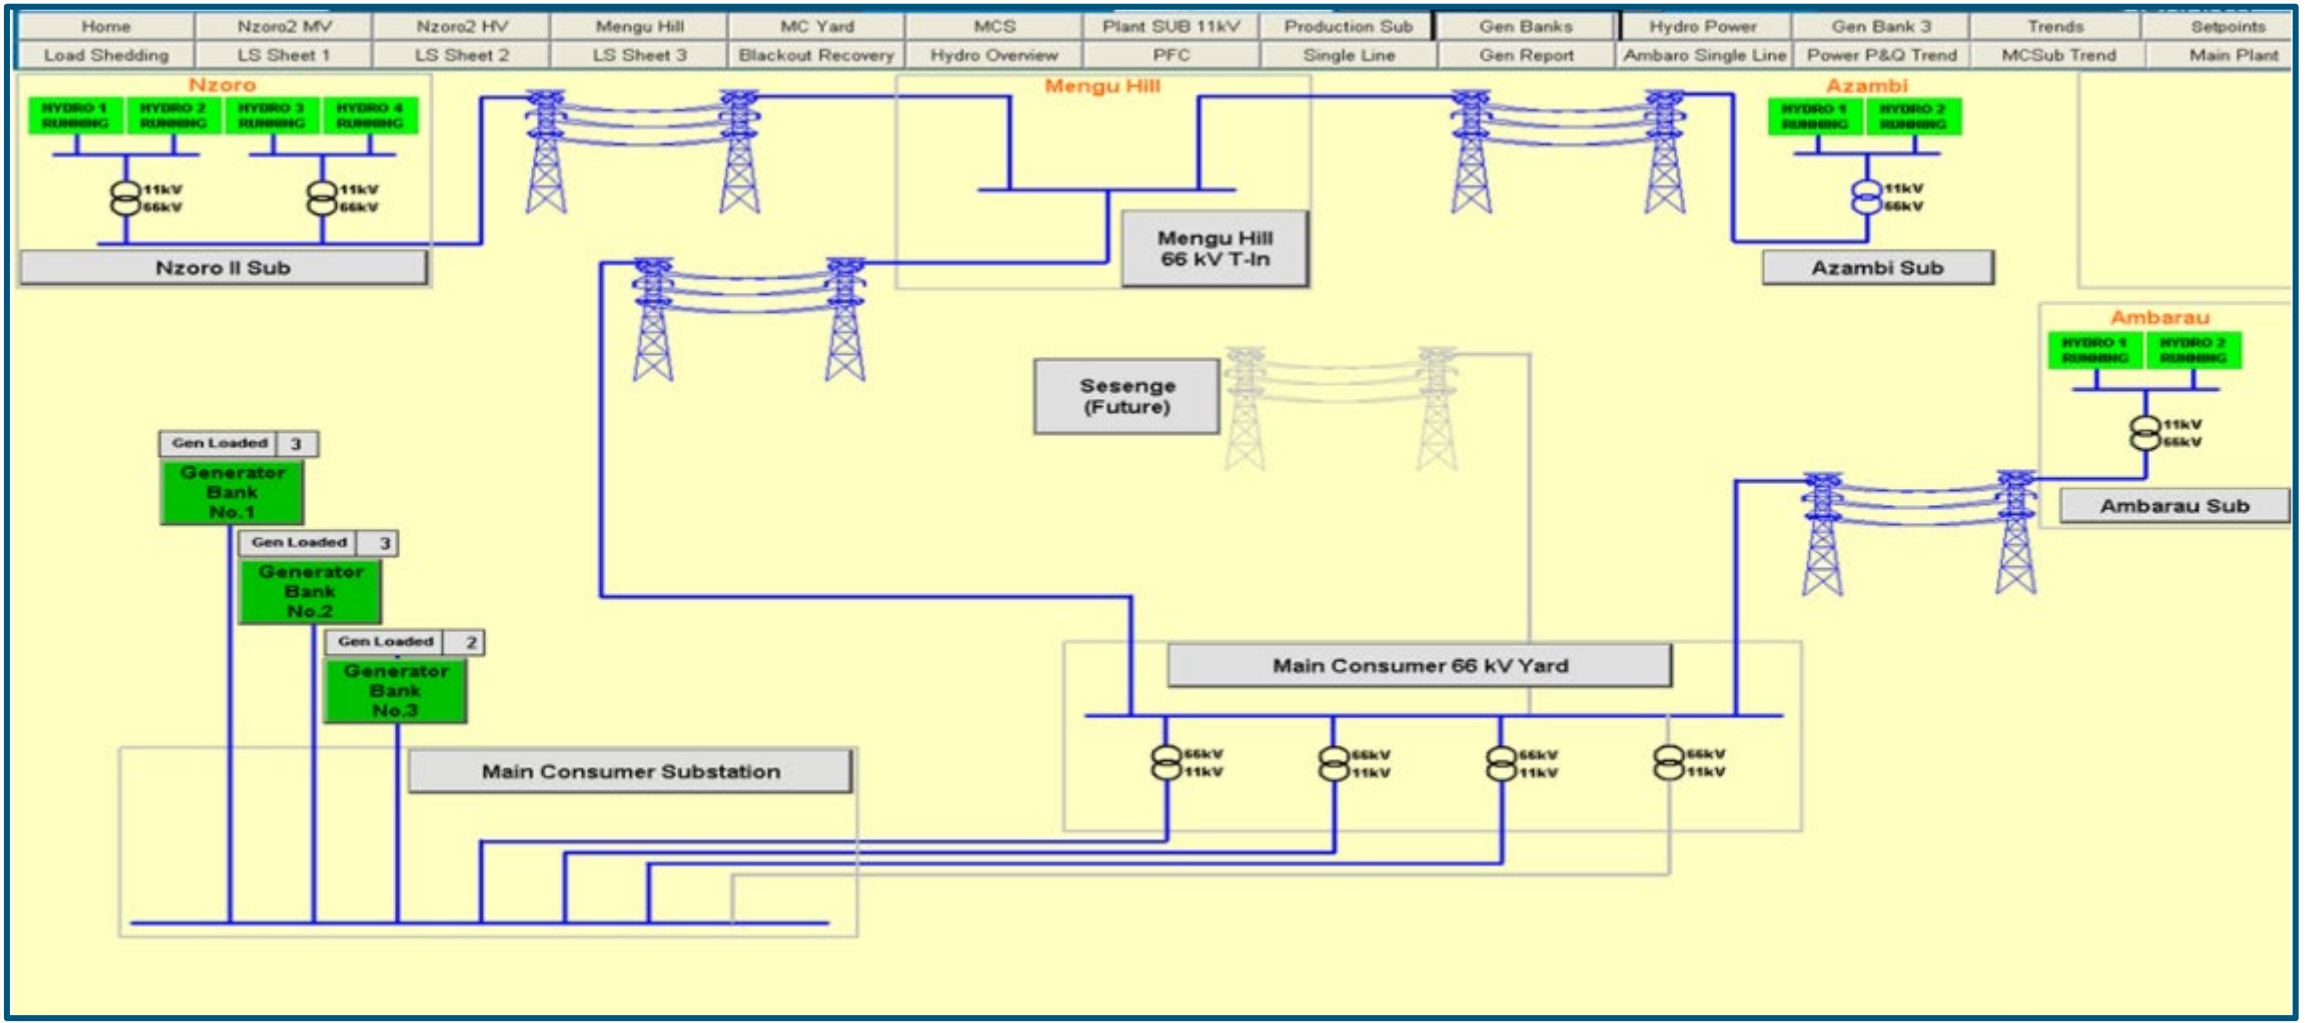 Home Nzoro2 MV Nzoro2 HV Mengu Hill MC Yard MCS Plant SUB 11kV Production Sub Gen Banks Hydro Power Gen Bank 3 Trends Setpoints
Load Shedding LS Sheet 1 LS Sheet 2 LS Sheet 3 Blackout Recovery Hydro Overview PFC Single Line Gen Report Ambaro Single Line Power P&Q Trend MCSub Trend Main Plant
Nzoro
HYDRO 1 RUNNING
HYDRO 2 RUNNING
HYDRO 3 RUNNING
HYDRO 4 RUNNING
11kV
66kV
11kV
66kV
Nzoro II Sub
Mengu Hill
Mengu Hill
66 kV T-In
Azambi
HYDRO 1 RUNNING
HYDRO 2 RUNNING
11kV
66kV
Azambi Sub
Ambarau
HYDRO 1 RUNNING
HYDRO 2 RUNNING
11kV
66kV
Ambarau Sub
Sesenge
(Future)
Gen Loaded 3
Generator
Bank
No.1
Gen Loaded 3
Generator
Bank
No.2
Gen Loaded 2
Generator
Bank
No.3
Main Consumer Substation
Main Consumer 66 kV Yard
66kV
11kV
66kV
11kV
66kV
11kV
66kV
11kV